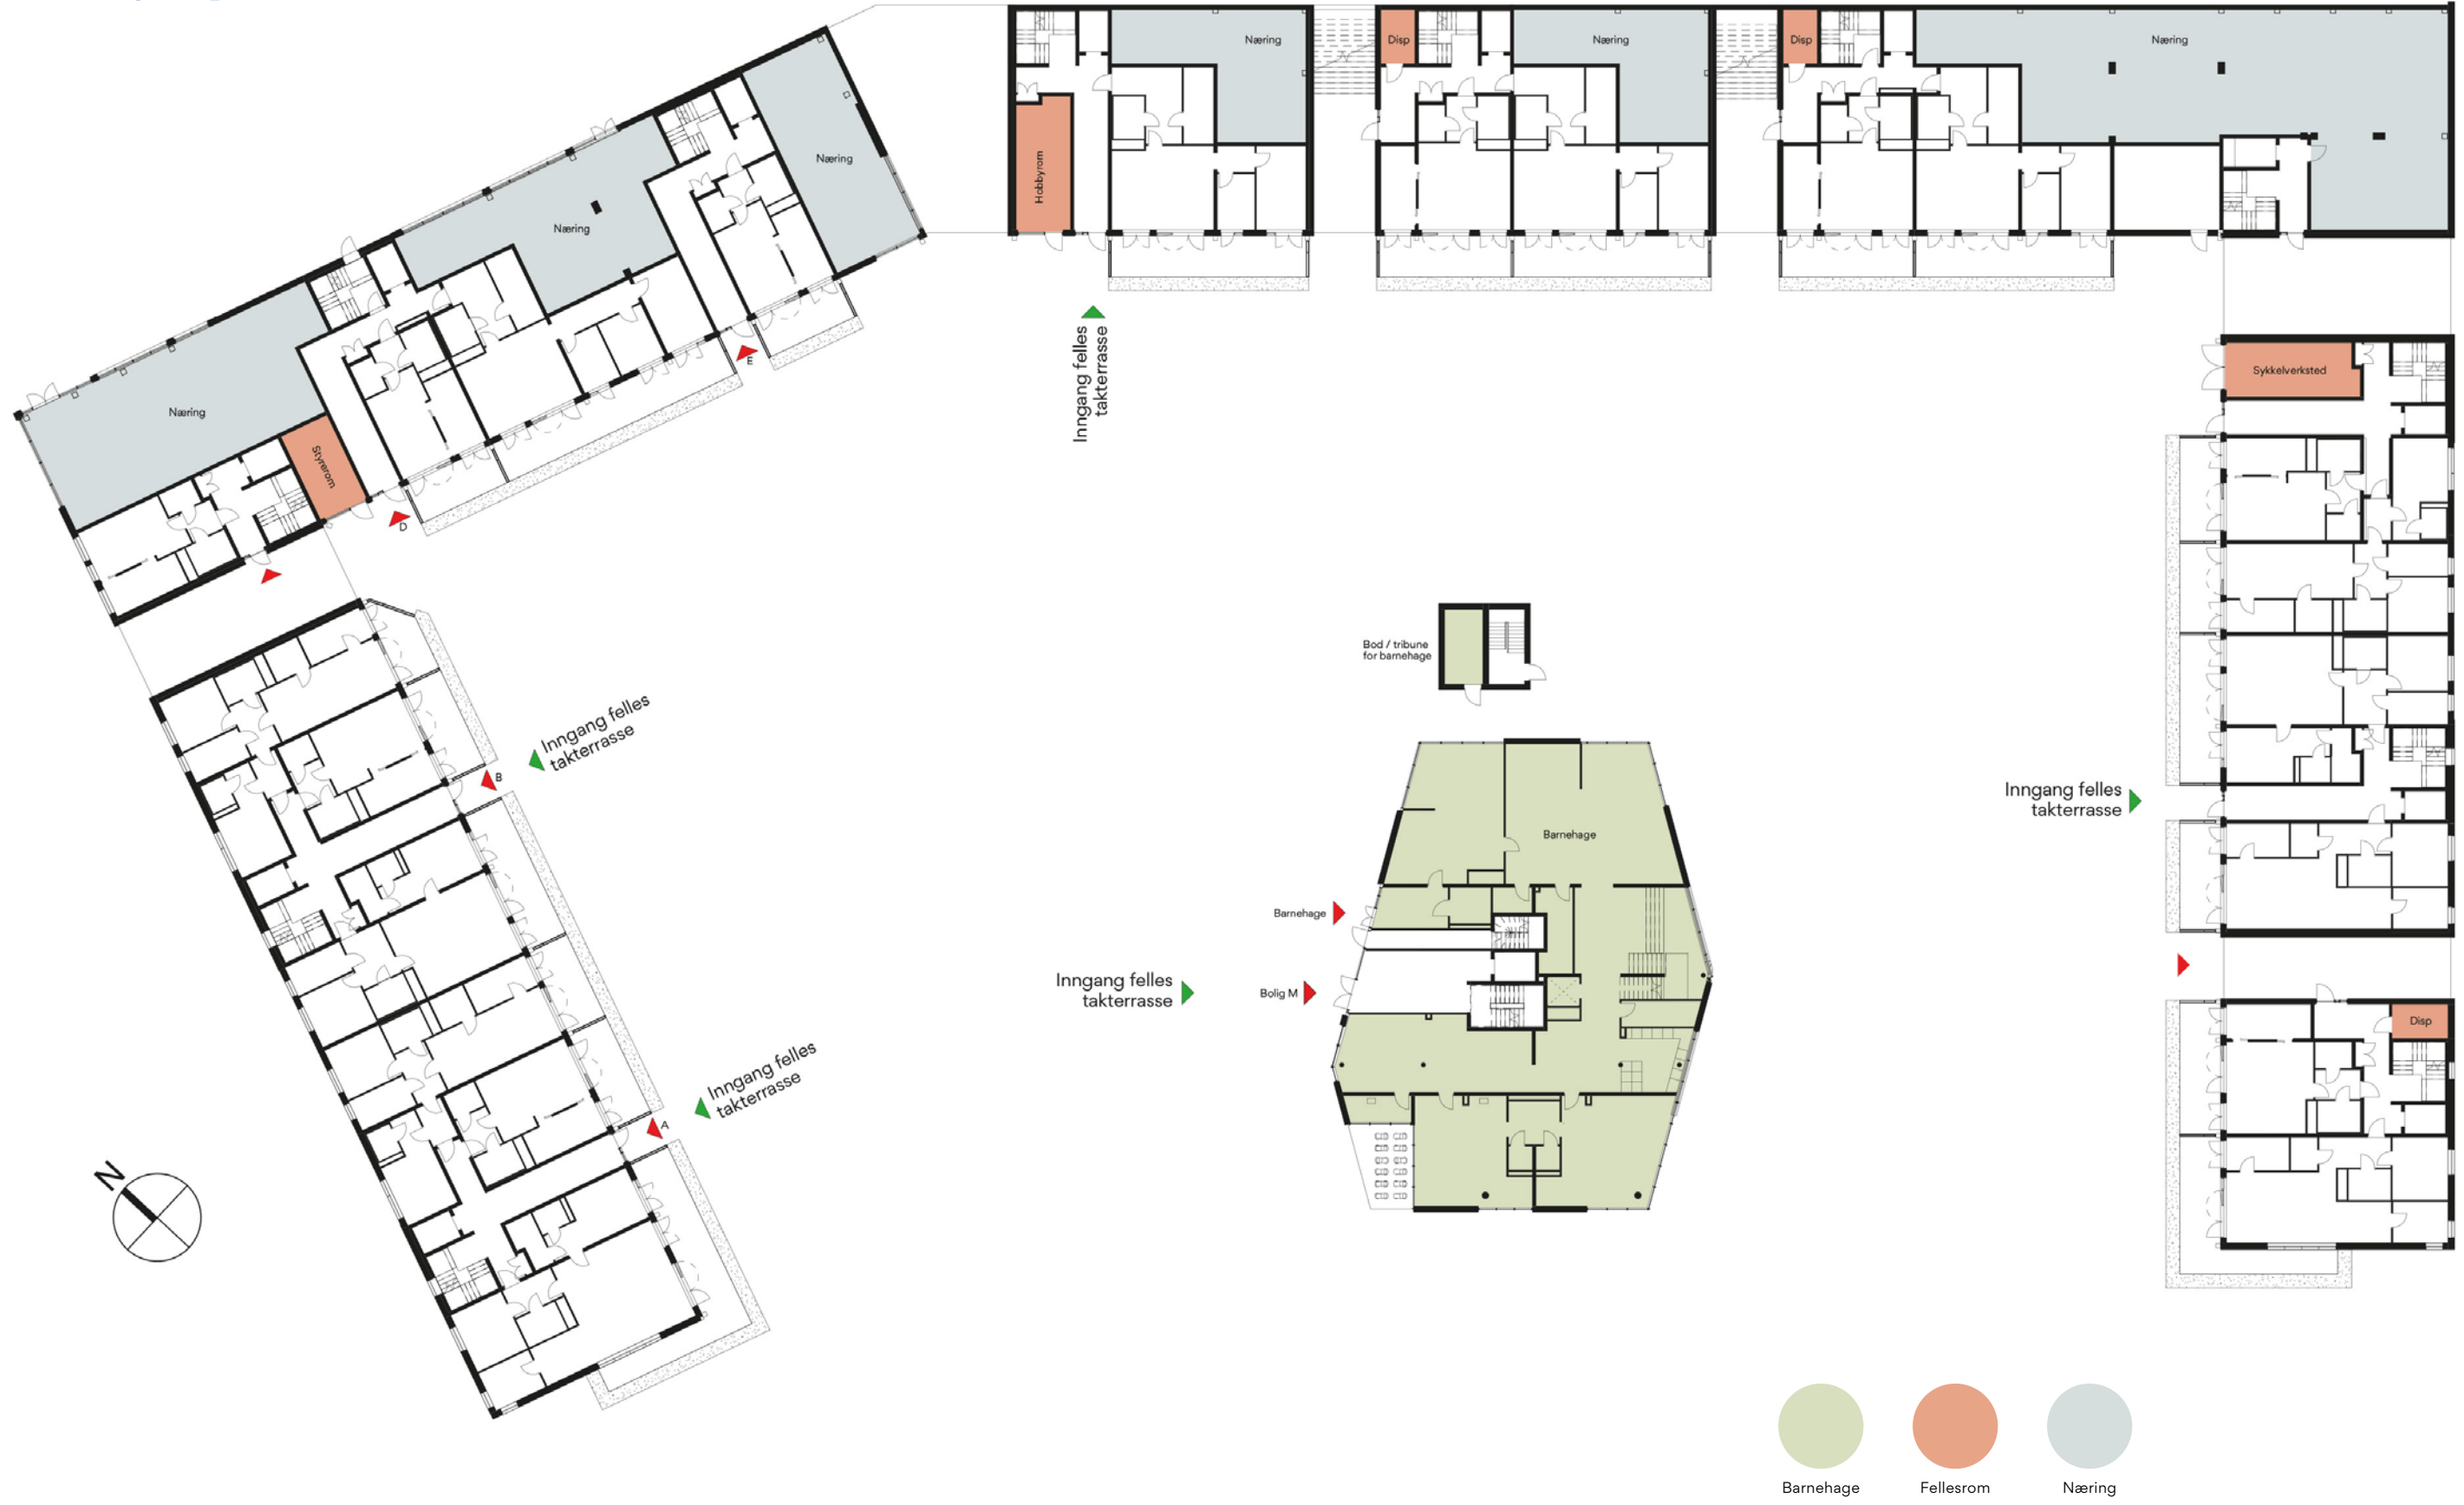 Næring
Disp
Næring
Disp
Næring
Hobbyrom
Næring
Næring
Næring
Styrerom
E
D
Inngang felles
takterrasse
Sykkelverksted
Bod / tribune
for barnehage
Inngang felles
takterrasse
B
Inngang felles
takterrasse
Barnehage
Barnehage
Inngang felles
takterrasse
Bolig M
Disp
Inngang felles
takterrasse
A
N
Barnehage
Fellesrom
Næring